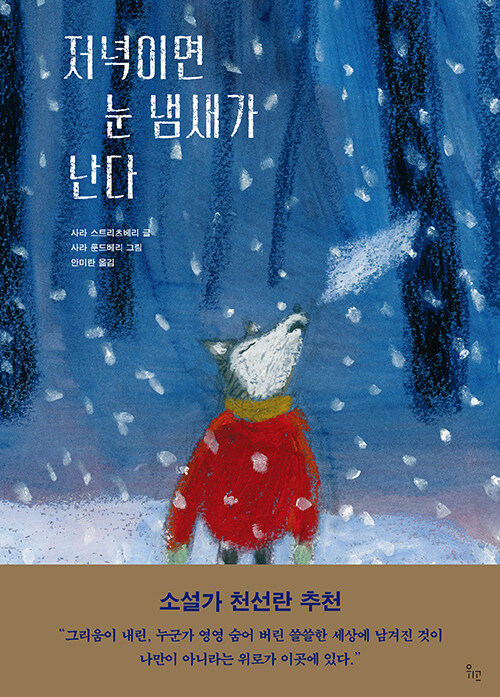 저녁이면
눈 냄새가
난다
사라 스트리츠베리 글
사라 룬드베리 그림
안미란 옮김
소설가 천선란 추천
“그리움이 내린, 누군가 영영 숨어 버린 쓸쓸한 세상에 남겨진 것이
나만이 아니라는 위로가 이곳에 있다.”